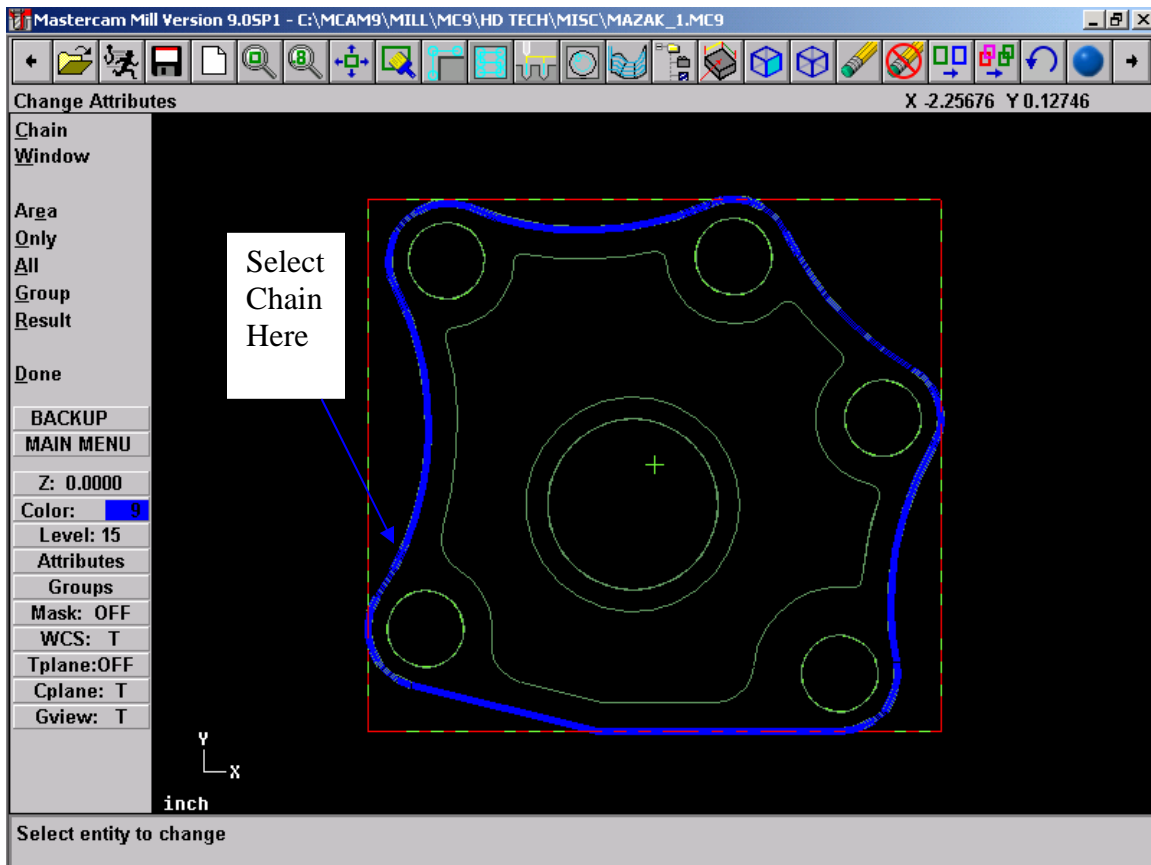 Mastercam Mill Version 9.0SP1 - C:\MCAM9\MILL\MC9\HD TECH\MISC\MAZAK_1.MC9
Change Attributes
X -2.25676 Y 0.12746
Chain
Window
Area
Only
All
Group
Result
Done
BACKUP
MAIN MENU
Z: 0.0000
Color: 9
Level: 15
Attributes
Groups
Mask: OFF
WCS: T
Tplane:OFF
Cplane: T
Gview: T
Select
Chain
Here
Y
X
inch
Select entity to change